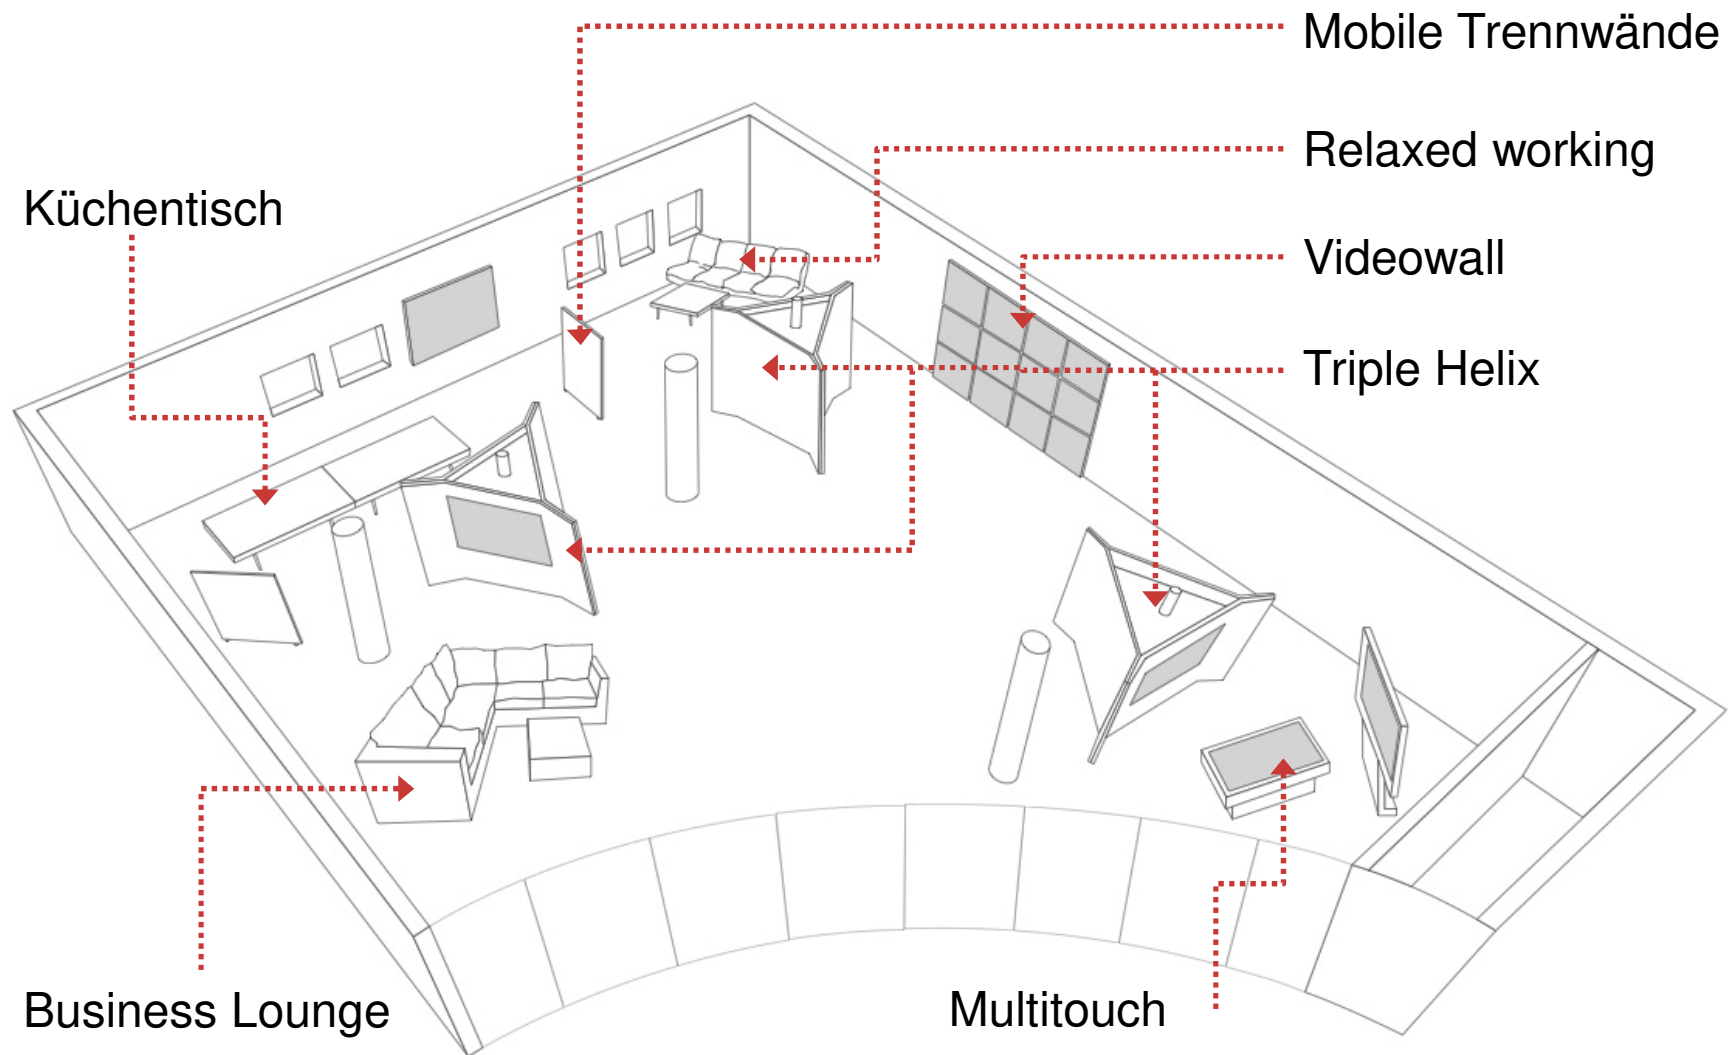 Mobile Trennwände
Relaxed working
Küchentisch
Videowall
Triple Helix
Business Lounge
Multitouch